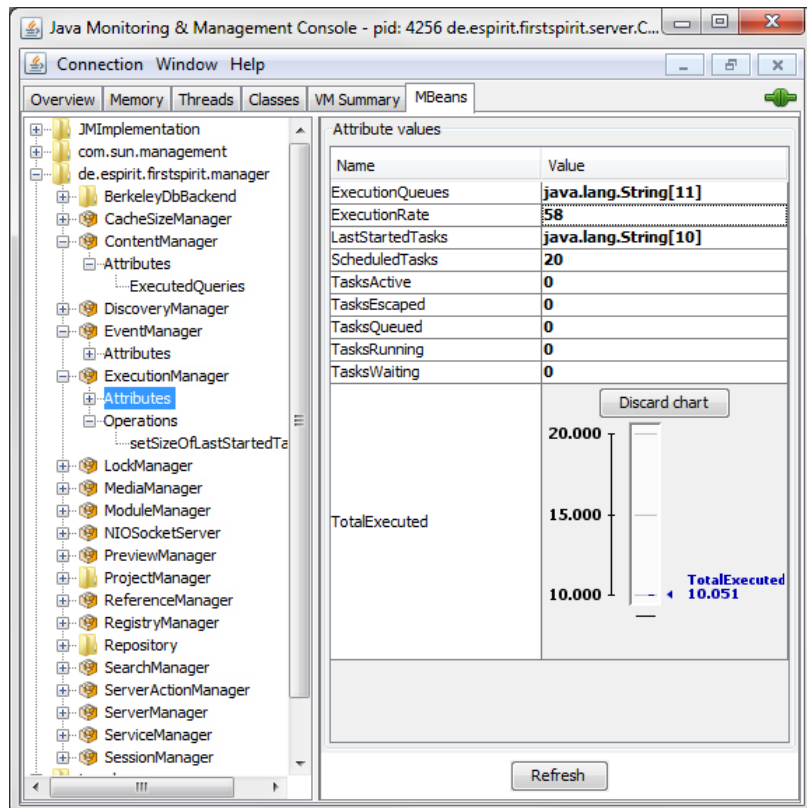 Java Monitoring & Management Console - pid: 4256 de.espirit.firstspirit.server.C...
Connection Window Help
Overview Memory Threads Classes VM Summary MBeans
JMImplementation
com.sun.management
de.espirit.firstspirit.manager
BerkeleyDbBackend
CacheSizeManager
ContentManager
Attributes
ExecutedQueries
DiscoveryManager
EventManager
Attributes
ExecutionManager
Attributes
Operations
setSizeOfLastStartedTa
LockManager
MediaManager
ModuleManager
NIOSocketServer
PreviewManager
ProjectManager
ReferenceManager
RegistryManager
Repository
SearchManager
ServerActionManager
ServerManager
ServiceManager
SessionManager
Attribute values
Name Value
ExecutionQueues java.lang.String[11]
ExecutionRate 58
LastStartedTasks java.lang.String[10]
ScheduledTasks 20
TasksActive 0
TasksEscaped 0
TasksQueued 0
TasksRunning 0
TasksWaiting 0
Discard chart
20.000
TotalExecuted 15.000
TotalExecuted
10.000 10.051
Refresh